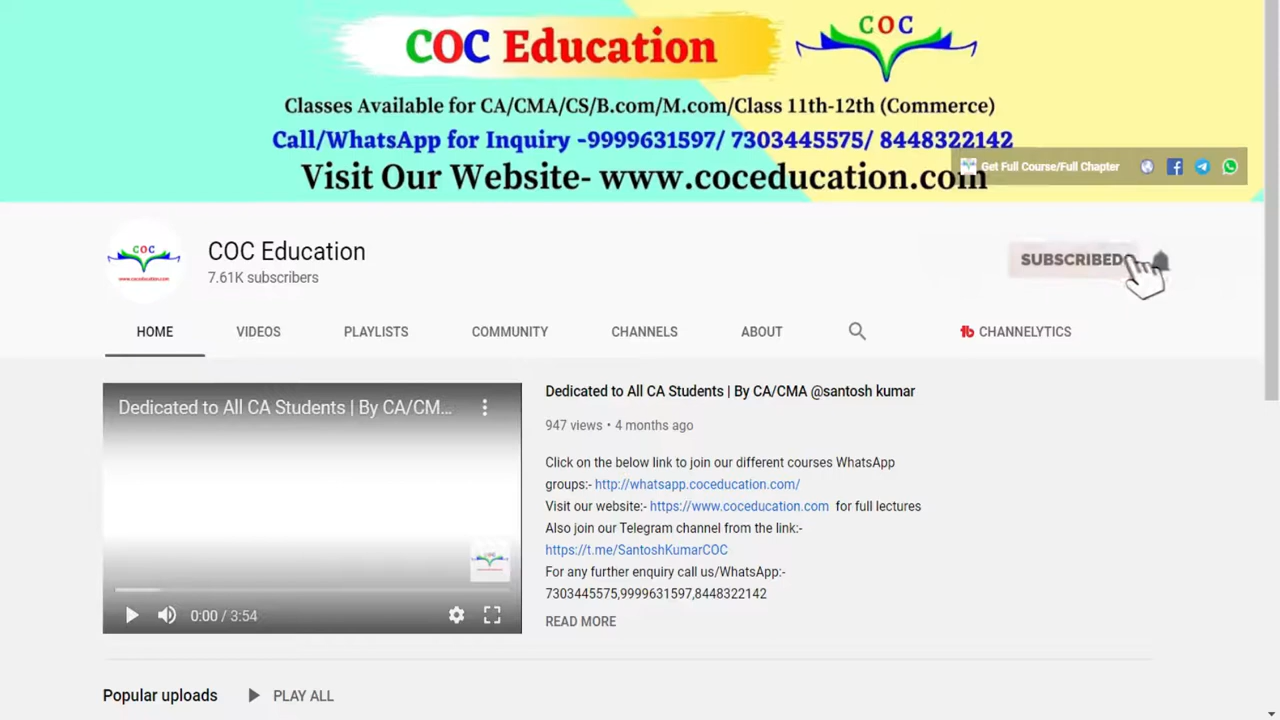 COC Education
COC
Classes Available for CA/CMA/CS/B.com/M.com/Class 11th-12th (Commerce)
Call/WhatsApp for Inquiry -9999631597/ 7303445575/ 8448322142
Get Full Course/Full Chapter
Visit Our Website- www.coceducation.com
COC
www.coceducation.com
COC Education
7.61K subscribers
SUBSCRIBED
HOME VIDEOS PLAYLISTS COMMUNITY CHANNELS ABOUT CHANNELYTICS
Dedicated to All CA Students | By CA/CM...
Dedicated to All CA Students | By CA/CMA @santosh kumar
947 views • 4 months ago
Click on the below link to join our different courses WhatsApp
groups:- http://whatsapp.coceducation.com/
Visit our website:- https://www.coceducation.com for full lectures
Also join our Telegram channel from the link:-
https://t.me/SantoshKumarCOC
For any further enquiry call us/WhatsApp:-
7303445575,9999631597,8448322142
READ MORE
0:00 / 3:54
Popular uploads PLAY ALL